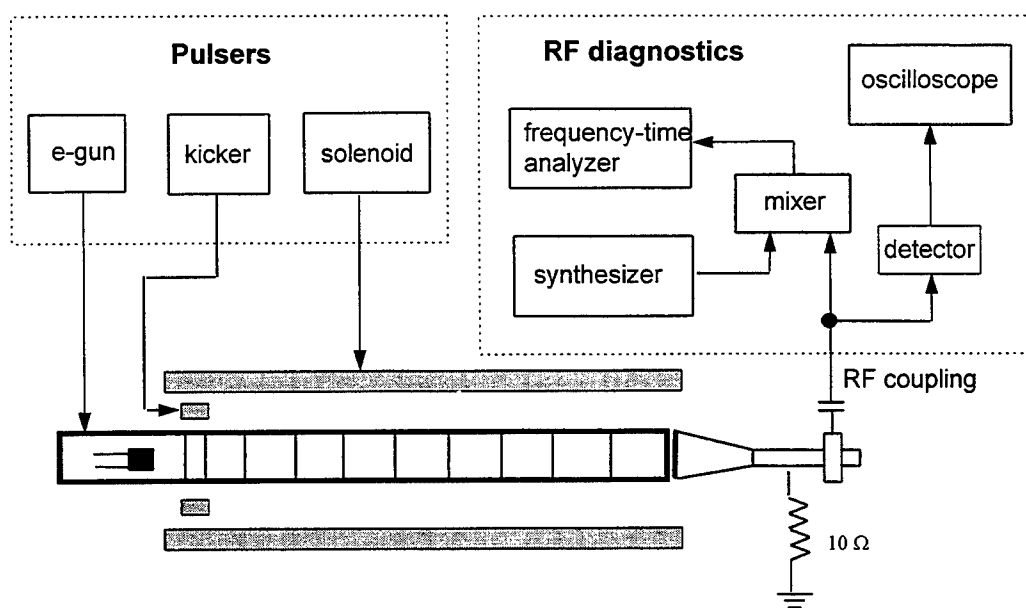 Pulsers
e-gun
kicker
solenoid
RF diagnostics
frequency-time
analyzer
mixer
oscilloscope
synthesizer
detector
RF coupling
10 Ω